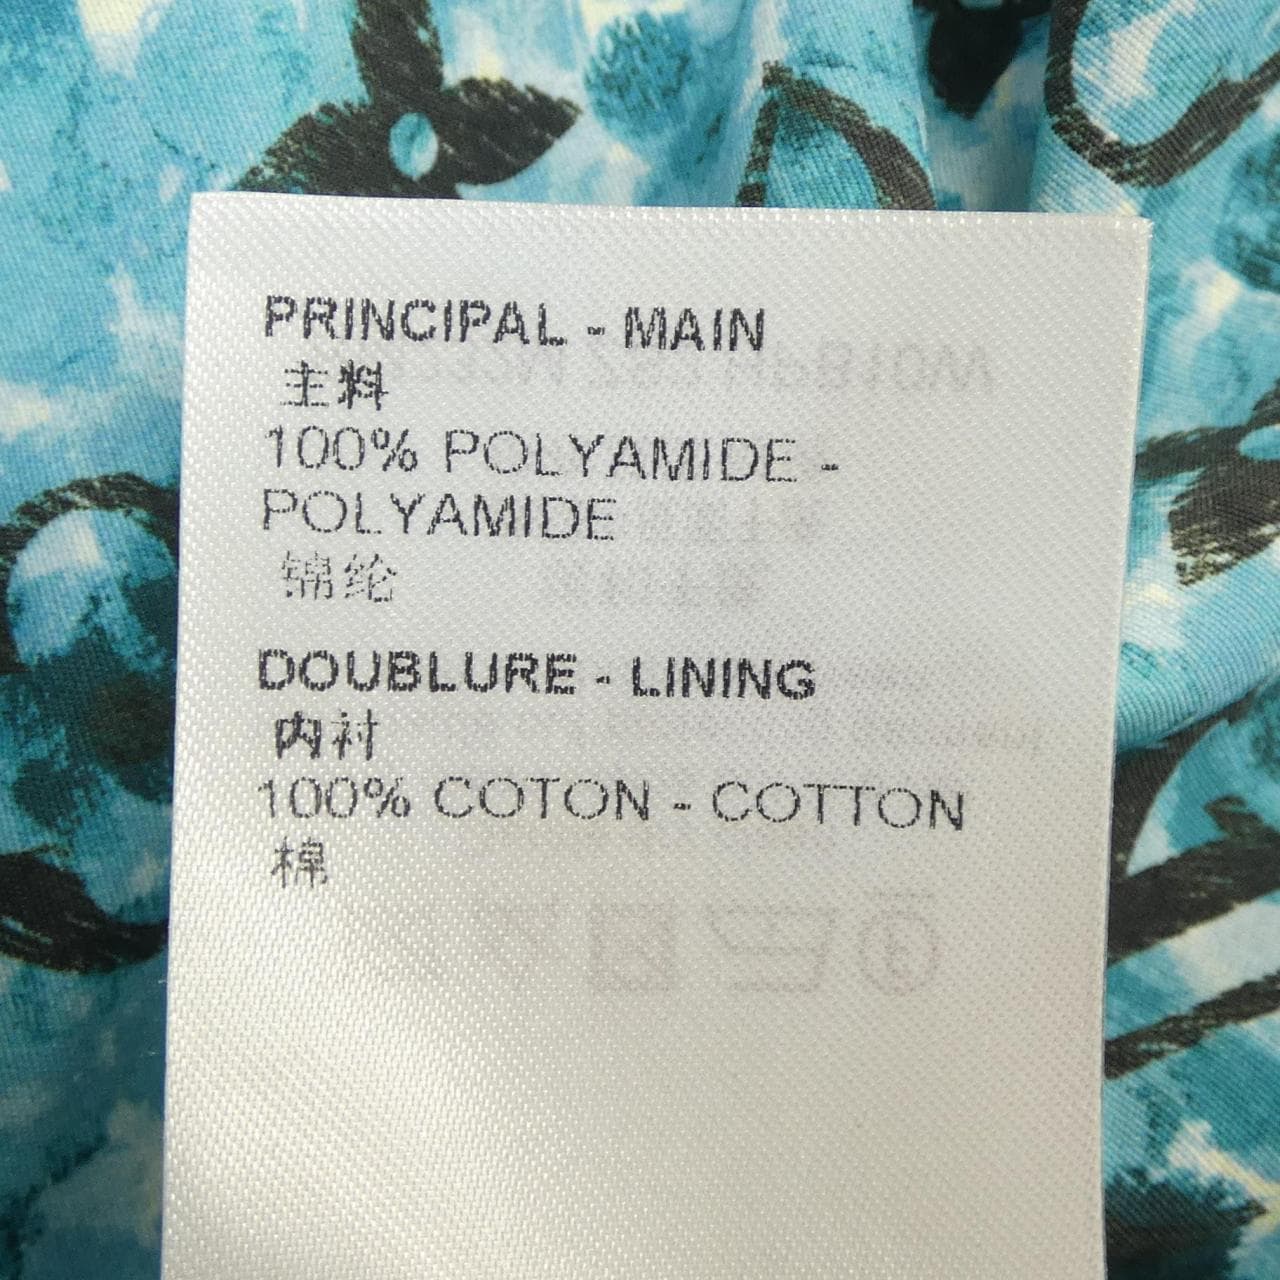 PRINCIPAL - MAIN
主料
100% POLYAMIDE -
POLYAMIDE
锦纶
DOUBLURE - LINING
内衬
100% COTON - COTTON
棉